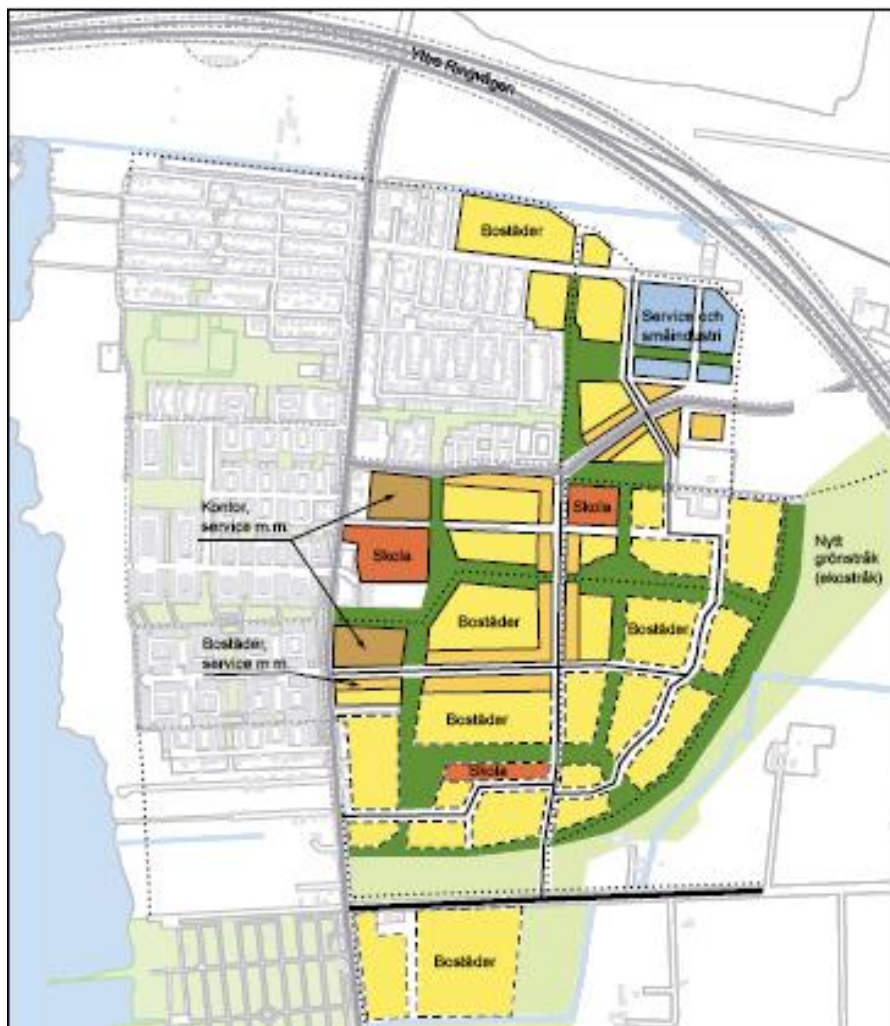 Yttre Ringvägen
Bostäder
Service och
småindustri
Kontor,
service m.m.
Skola
Skola
Nytt
grönstråk
(ekostråk)
Bostäder
Bostäder
Bostäder,
service m m.
Bostäder
Skola
Bostäder